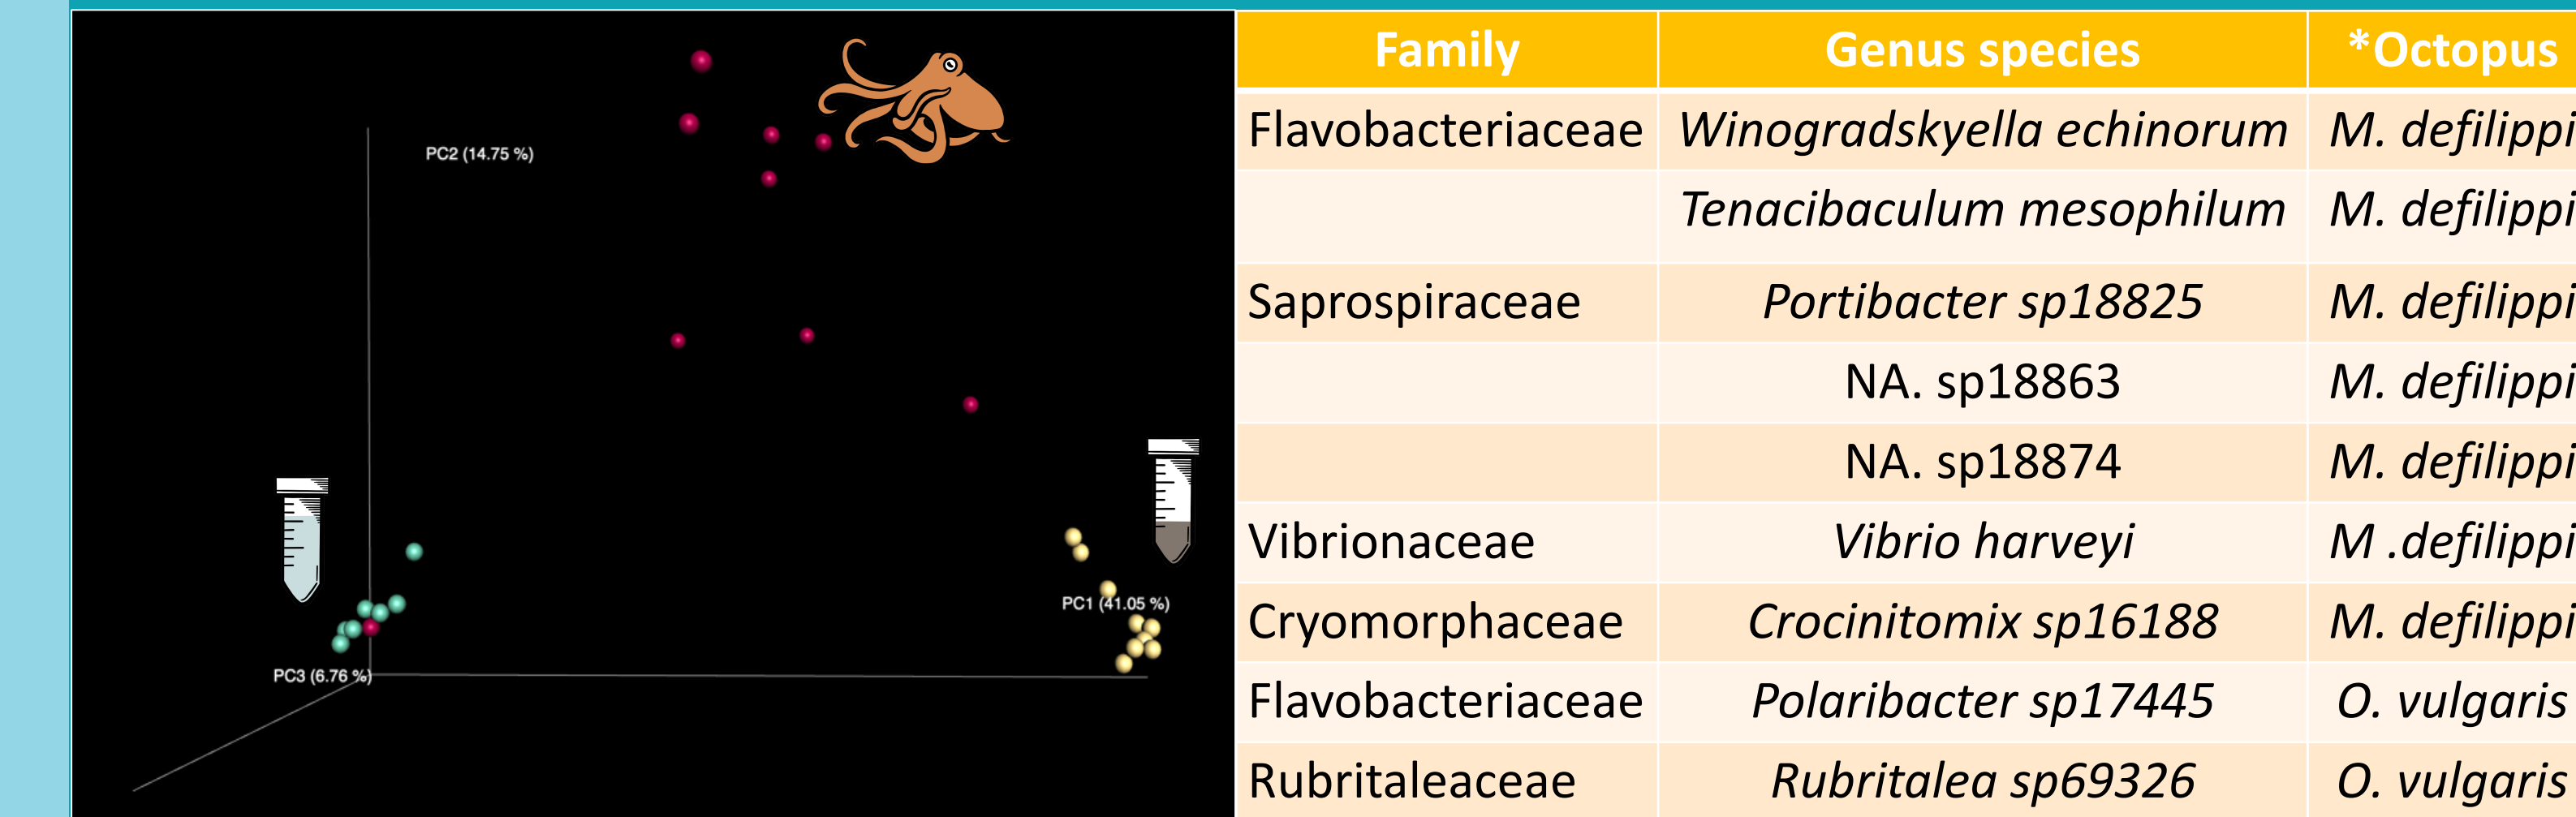 PC2 (14.75 %)
PC1 (41.05 %)
PC3 (6.76 %)
Family Genus species *Octopus
Flavobacteriaceae Winogradskyella echinorum M. defilippi
Tenacibaculum mesophilum M. defilippi
Saprospiraceae Portibacter sp18825 M. defilippi
NA. sp18863 M. defilippi
NA. sp18874 M. defilippi
Vibrionaceae Vibrio harveyi M .defilippi
Cryomorphaceae Crocinitomix sp16188 M. defilippi
Flavobacteriaceae Polaribacter sp17445 O. vulgaris
Rubritaleaceae Rubritalea sp69326 O. vulgaris